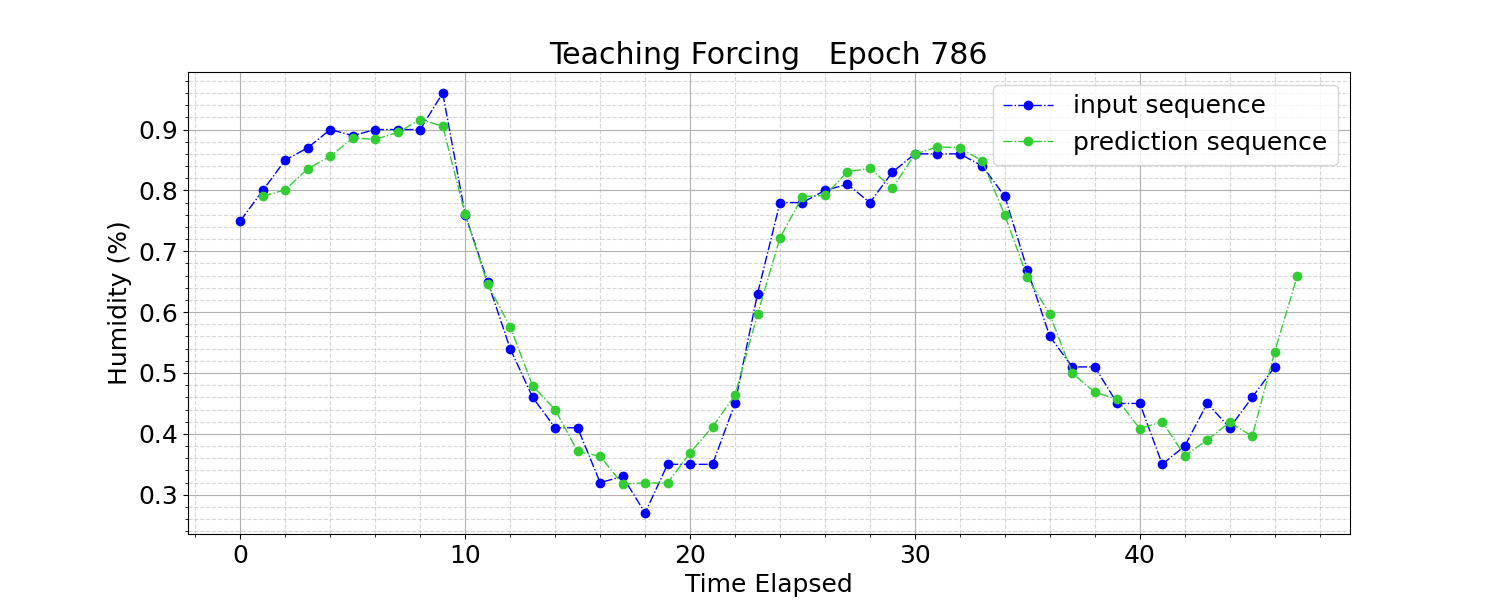 Teaching Forcing   Epoch 786
input sequence
prediction sequence
Humidity (%)
0.9
0.8
0.7
0.6
0.5
0.4
0.3
0 10 20 30 40
Time Elapsed